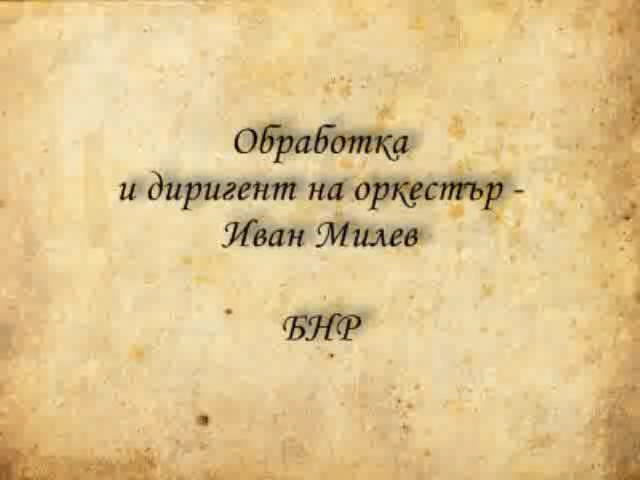 Обработка
и диригент на оркестър -
Иван Милев
БНР